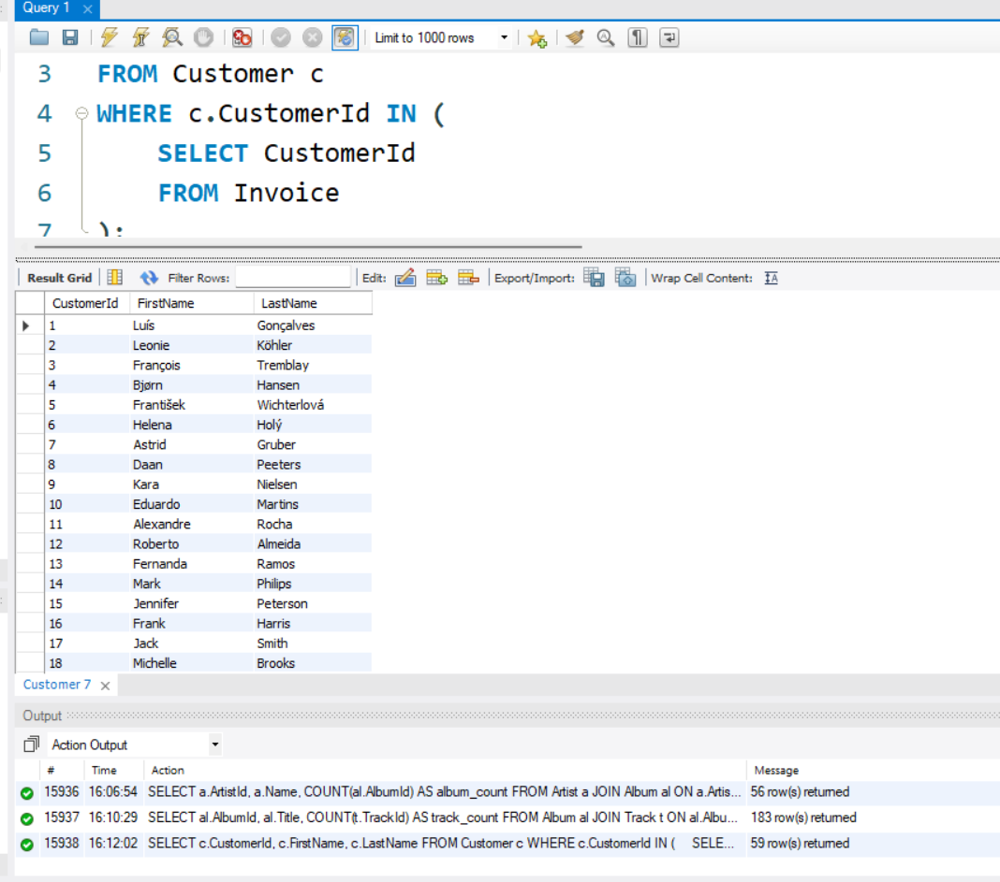 Query 1
Limit to 1000 rows
3 FROM Customer c
4 WHERE c.CustomerId IN (
5 SELECT CustomerId
6 FROM Invoice
7 );
Result Grid Filter Rows: Edit: Export/Import: Wrap Cell Content:
CustomerId FirstName LastName
1 Luís Gonçalves
2 Leonie Köhler
3 François Tremblay
4 Bjørn Hansen
5 František Wichterlová
6 Helena Holý
7 Astrid Gruber
8 Daan Peeters
9 Kara Nielsen
10 Eduardo Martins
11 Alexandre Rocha
12 Roberto Almeida
13 Fernanda Ramos
14 Mark Philips
15 Jennifer Peterson
16 Frank Harris
17 Jack Smith
18 Michelle Brooks
Customer 7
Output
Action Output
# Time Action Message
15936 16:06:54 SELECT a.ArtistId, a.Name, COUNT(al.AlbumId) AS album_count FROM Artist a JOIN Album al ON a.Artis... 56 row(s) returned
15937 16:10:29 SELECT al.AlbumId, al.Title, COUNT(t.TrackId) AS track_count FROM Album al JOIN Track t ON al.Albu... 183 row(s) returned
15938 16:12:02 SELECT c.CustomerId, c.FirstName, c.LastName FROM Customer c WHERE c.CustomerId IN ( SELE... 59 row(s) returned